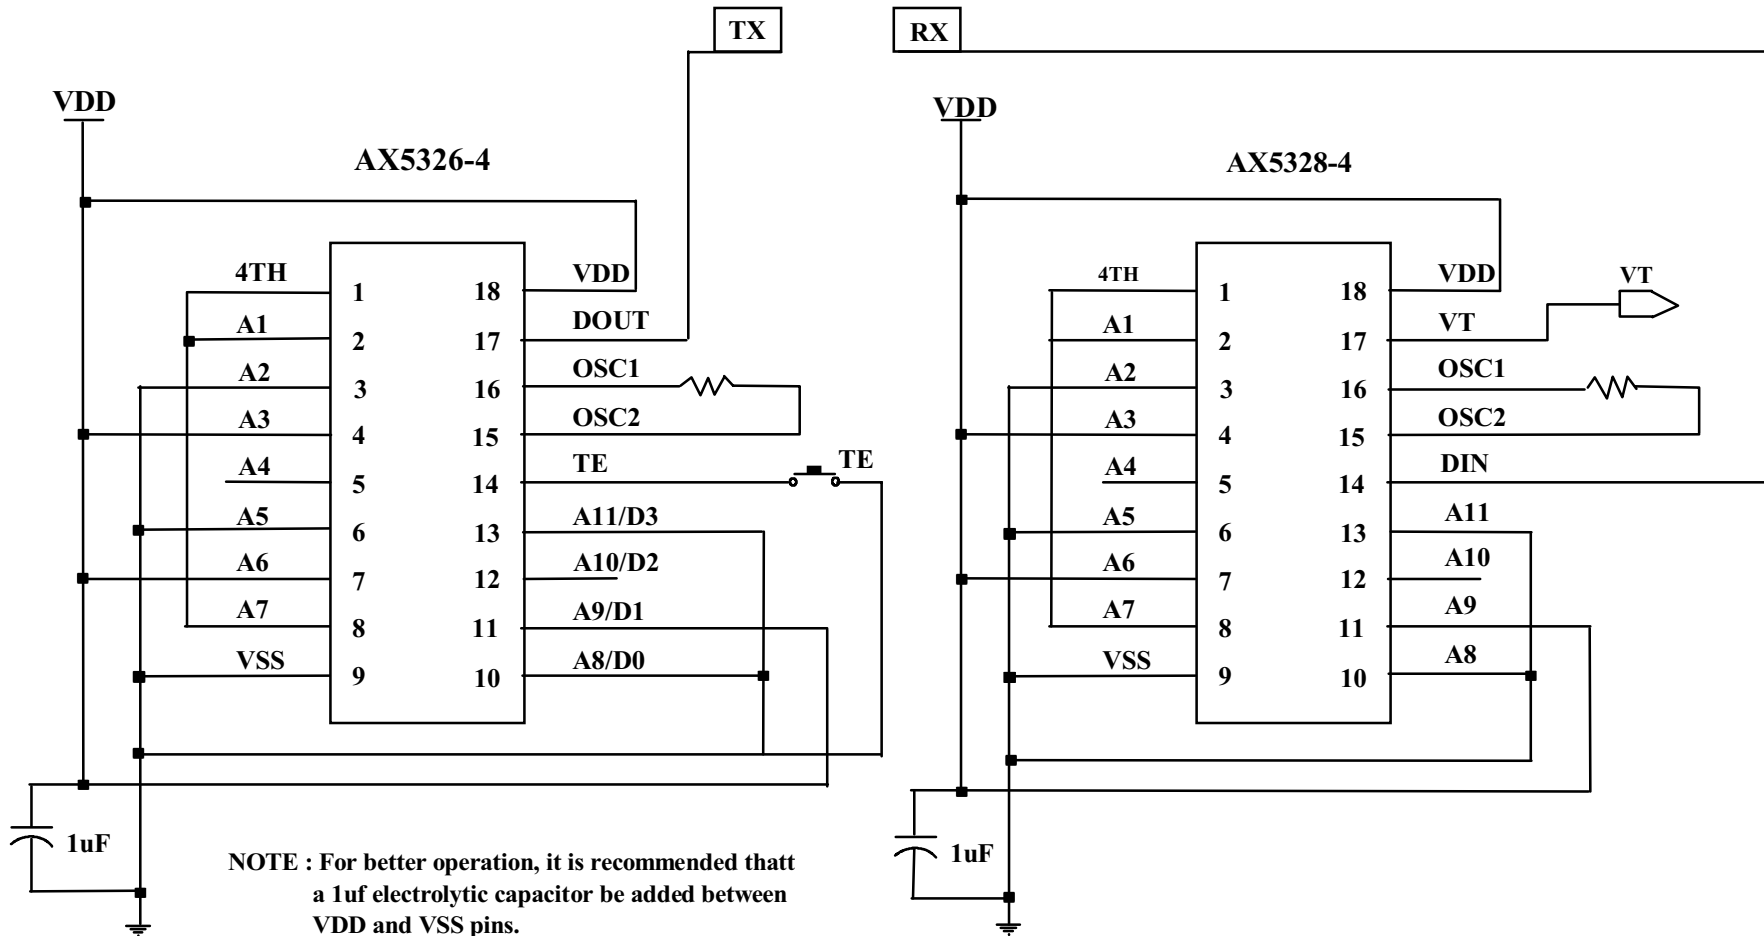 TX
RX
VDD
VDD
AX5326-4
AX5328-4
4TH 1 18 VDD
A1 2 17 DOUT
A2 3 16 OSC1
A3 4 15 OSC2
A4 5 14 TE TE
A5 6 13 A11/D3
A6 7 12 A10/D2
A7 8 11 A9/D1
VSS 9 10 A8/D0
1uF
4TH 1 18 VDD VT
A1 2 17 VT
A2 3 16 OSC1
A3 4 15 OSC2
A4 5 14 DIN
A5 6 13 A11
A6 7 12 A10
A7 8 11 A9
VSS 9 10 A8
1uF
NOTE : For better operation, it is recommended thatt
a 1uf electrolytic capacitor be added between
VDD and VSS pins.